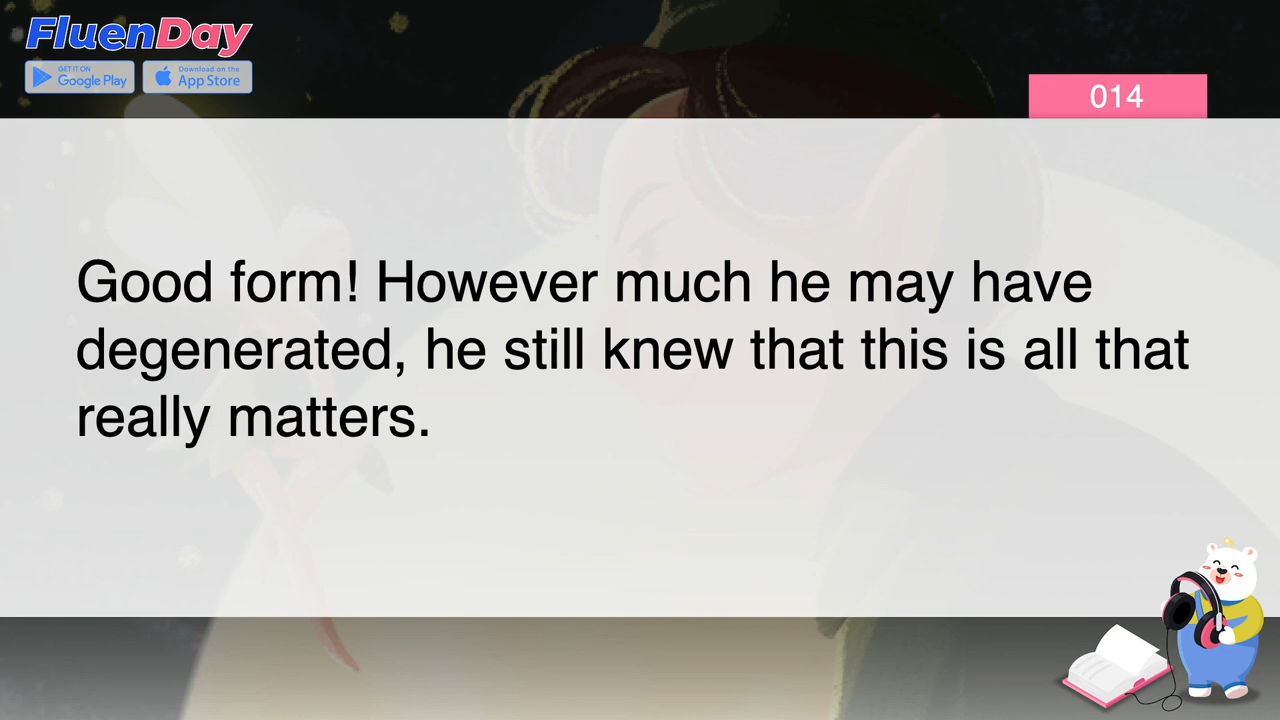 FluenDay
GET IT ON
Google Play
Download on the
App Store
014
Good form! However much he may have
degenerated, he still knew that this is all that
really matters.